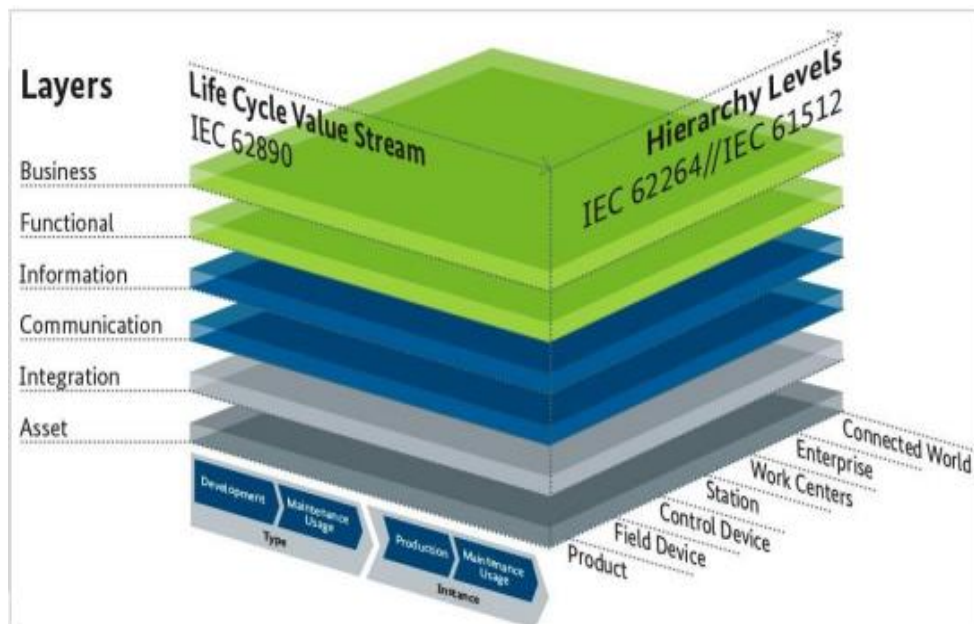 Layers
Life Cycle Value Stream
IEC 62890
Hierarchy Levels
IEC 62264//IEC 61512
Business
Functional
Information
Communication
Integration
Asset
Connected World
Enterprise
Work Centers
Station
Control Device
Field Device
Product
Development
Maintenance
Usage
Type
Production
Maintenance
Usage
Instance